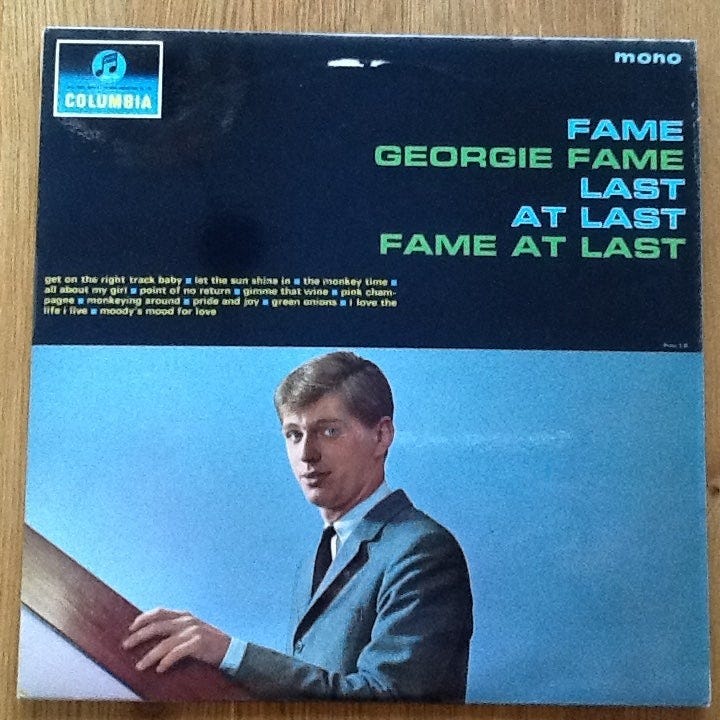 mono
COLUMBIA
FAME
GEORGIE FAME
LAST
AT LAST
FAME AT LAST
get on the right track baby ■ let the sun shine in ■ the monkey time ■
all about my girl ■ point of no return ■ gimme that wine ■ pink cham-
pagne ■ monkeying around ■ pride and joy ■ green onions ■ i love the
life i live ■ moody's mood for love